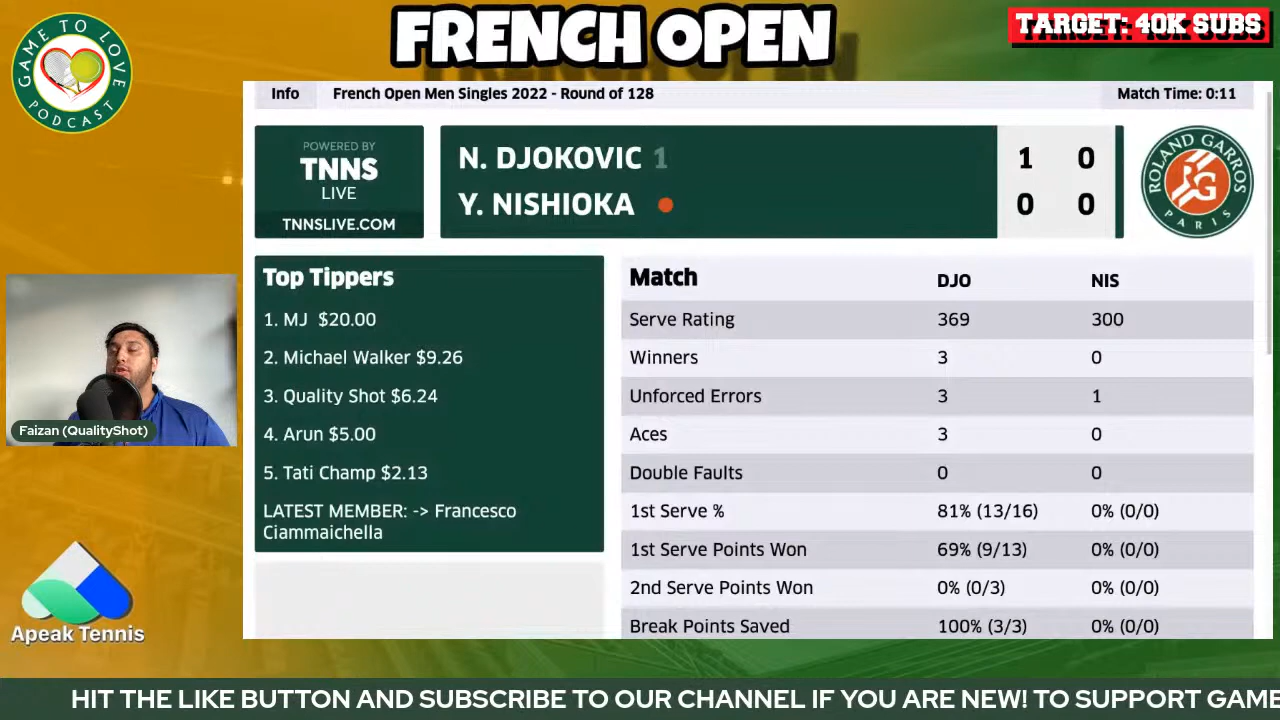 FRENCH OPEN
TARGET: 40K SUBS
GAME TO LOVE
PODCAST
Info
French Open Men Singles 2022 - Round of 128
Match Time: 0:11
POWERED BY
TNNS
LIVE
TNNSLIVE.COM
N. DJOKOVIC 1
1 0
Y. NISHIOKA
0 0
ROLAND GARROS
RG
PARIS
Top Tippers
1. MJ $20.00
2. Michael Walker $9.26
3. Quality Shot $6.24
4. Arun $5.00
5. Tati Champ $2.13
LATEST MEMBER: -> Francesco
Ciammaichella
Match DJO NIS
Serve Rating 369 300
Winners 3 0
Unforced Errors 3 1
Aces 3 0
Double Faults 0 0
1st Serve % 81% (13/16) 0% (0/0)
1st Serve Points Won 69% (9/13) 0% (0/0)
2nd Serve Points Won 0% (0/3) 0% (0/0)
Break Points Saved 100% (3/3) 0% (0/0)
Faizan (QualityShot)
Apeak Tennis
HIT THE LIKE BUTTON AND SUBSCRIBE TO OUR CHANNEL IF YOU ARE NEW! TO SUPPORT GAME